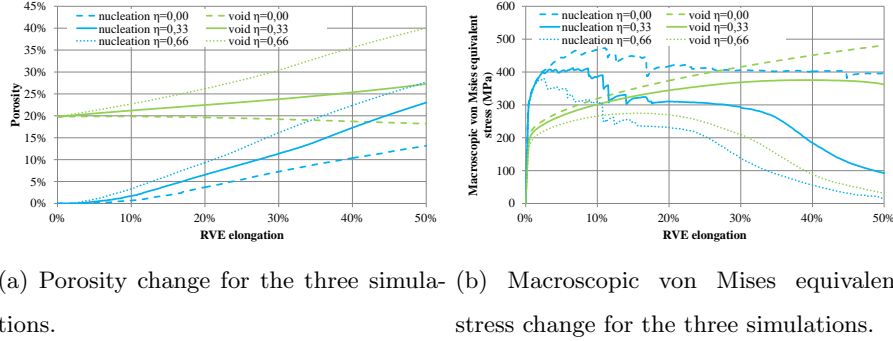 45%
40%
35%
30%
25%
20%
15%
10%
5%
0%
Porosity
nucleation η=0,00
nucleation η=0,33
nucleation η=0,66
void η=0,00
void η=0,33
void η=0,66
0%
10%
20%
30%
40%
50%
RVE elongation
600
500
400
300
200
100
0
Macroscopic von Msies equivalent
stress (MPa)
nucleation η=0,00
nucleation η=0,33
nucleation η=0,66
void η=0,00
void η=0,33
void η=0,66
0%
10%
20%
30%
40%
50%
RVE elongation
(a) Porosity change for the three simula-
tions.
(b) Macroscopic von Mises equivalen
stress change for the three simulations.